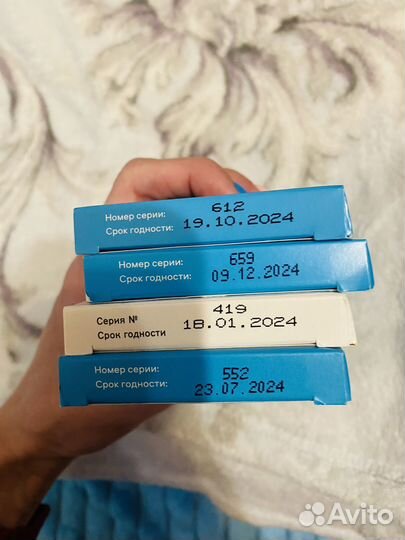 Номер серии: 612
Срок годности: 19.10.2024
Номер серии: 659
Срок годности: 09.12.2024
Серия № 419
Срок годности 18.01.2024
Номер серии: 552
Срок годности: 23.07.2024
Avito